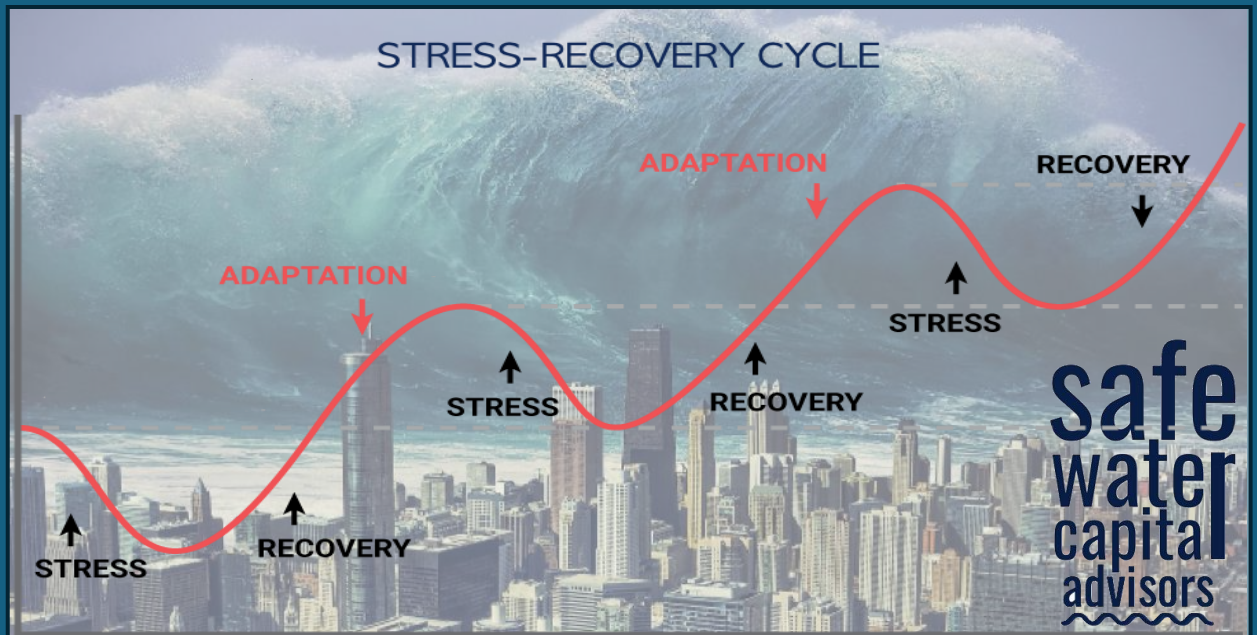 STRESS-RECOVERY CYCLE
ADAPTATION
RECOVERY
ADAPTATION
STRESS
STRESS
RECOVERY
STRESS
RECOVERY
safe
water
capital
advisors